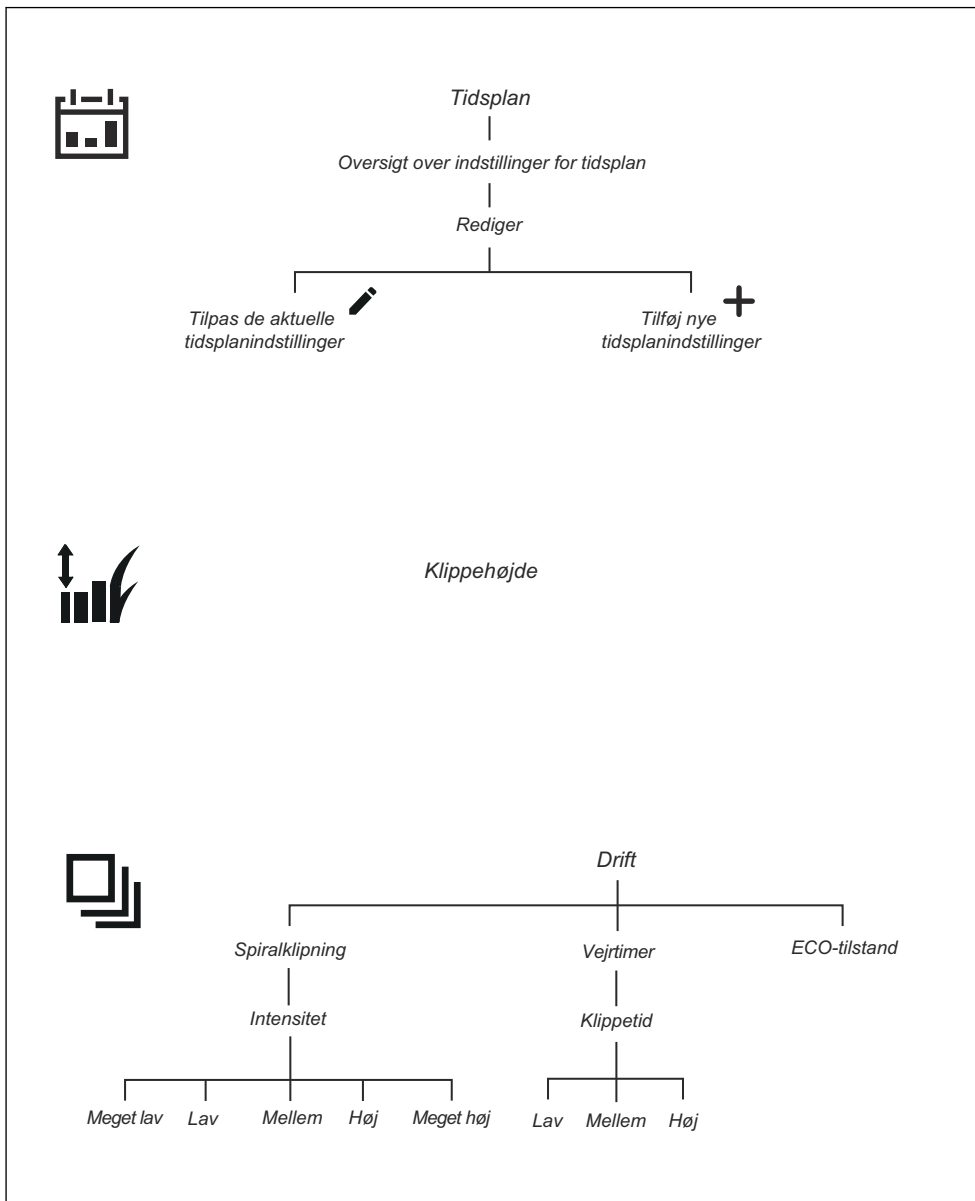 Tidsplan
Oversigt over indstillinger for tidsplan
Rediger
Tilpas de aktuelle
tidsplanindstillinger
Tilføj nye
tidsplanindstillinger
Klippehøjde
Drift
Spiralklipning
Vejrtimer
ECO-tilstand
Intensitet
Klippetid
Meget lav
Lav
Mellem
Høj
Meget høj
Lav
Mellem
Høj